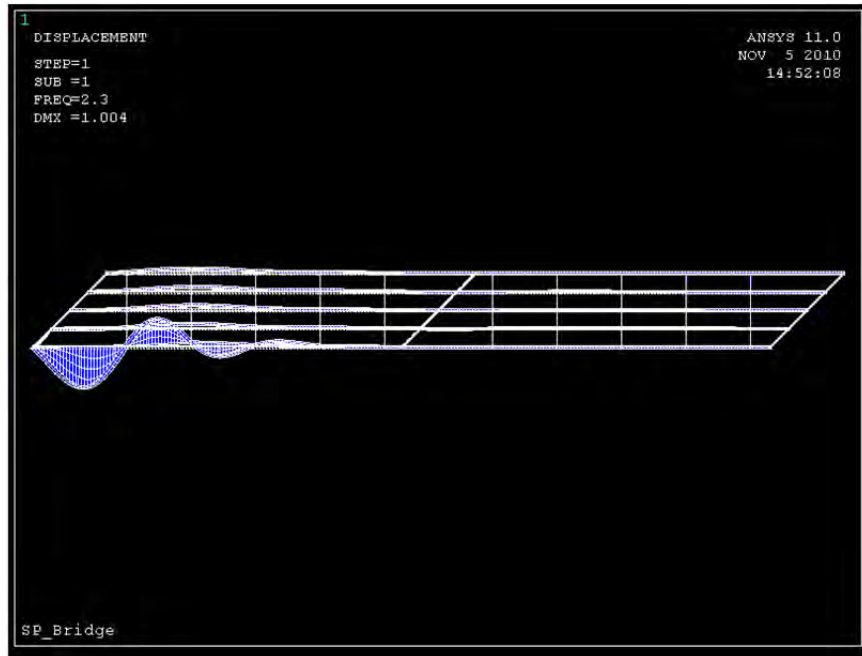 1
DISPLACEMENT
STEP=1
SUB =1
FREQ=2.3
DMX =1.004
ANSYS 11.0
NOV  5 2010
14:52:08
SP_Bridge